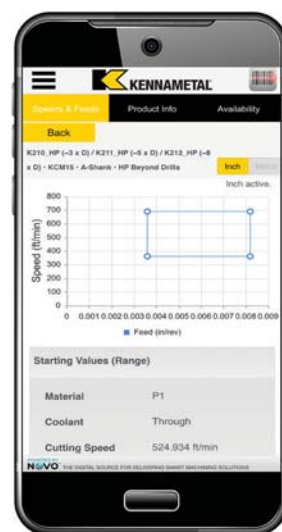 KENNAMETAL
Speeds & Feeds Product Info Availability
Back
K210_HP (~3 x D) / K211_HP (~5 x D) / K212_HP (~8
x D) - KCM15 - A-Shank - HP Beyond Drills
Inch Metric
Inch active.
Speed (ft/min)
800
700
600
500
400
300
200
100
0
0 0.001 0.002 0.003 0.004 0.005 0.006 0.007 0.008 0.009
Feed (in/rev)
Starting Values (Range)
Material P1
Coolant Through
Cutting Speed 524.934 ft/min
NOVO THE DIGITAL SOURCE FOR DELIVERING SMART MACHINING SOLUTIONS